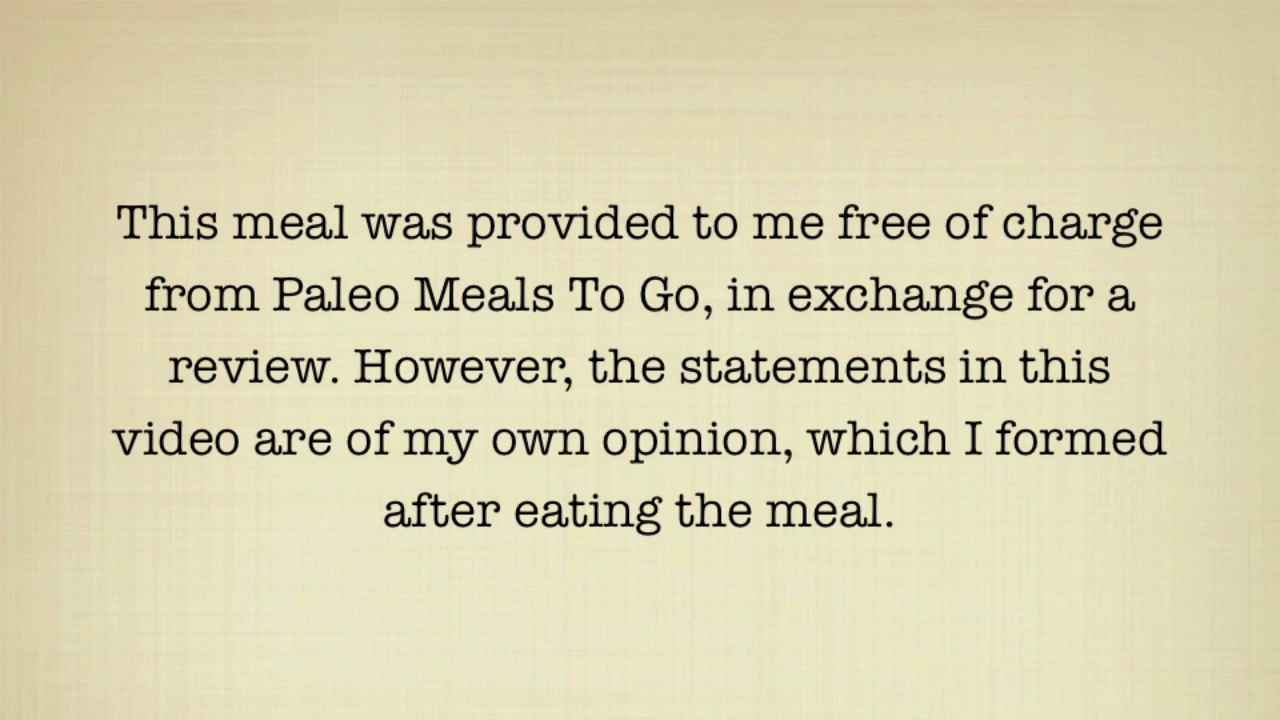 This meal was provided to me free of charge
from Paleo Meals To Go, in exchange for a
review. However, the statements in this
video are of my own opinion, which I formed
after eating the meal.